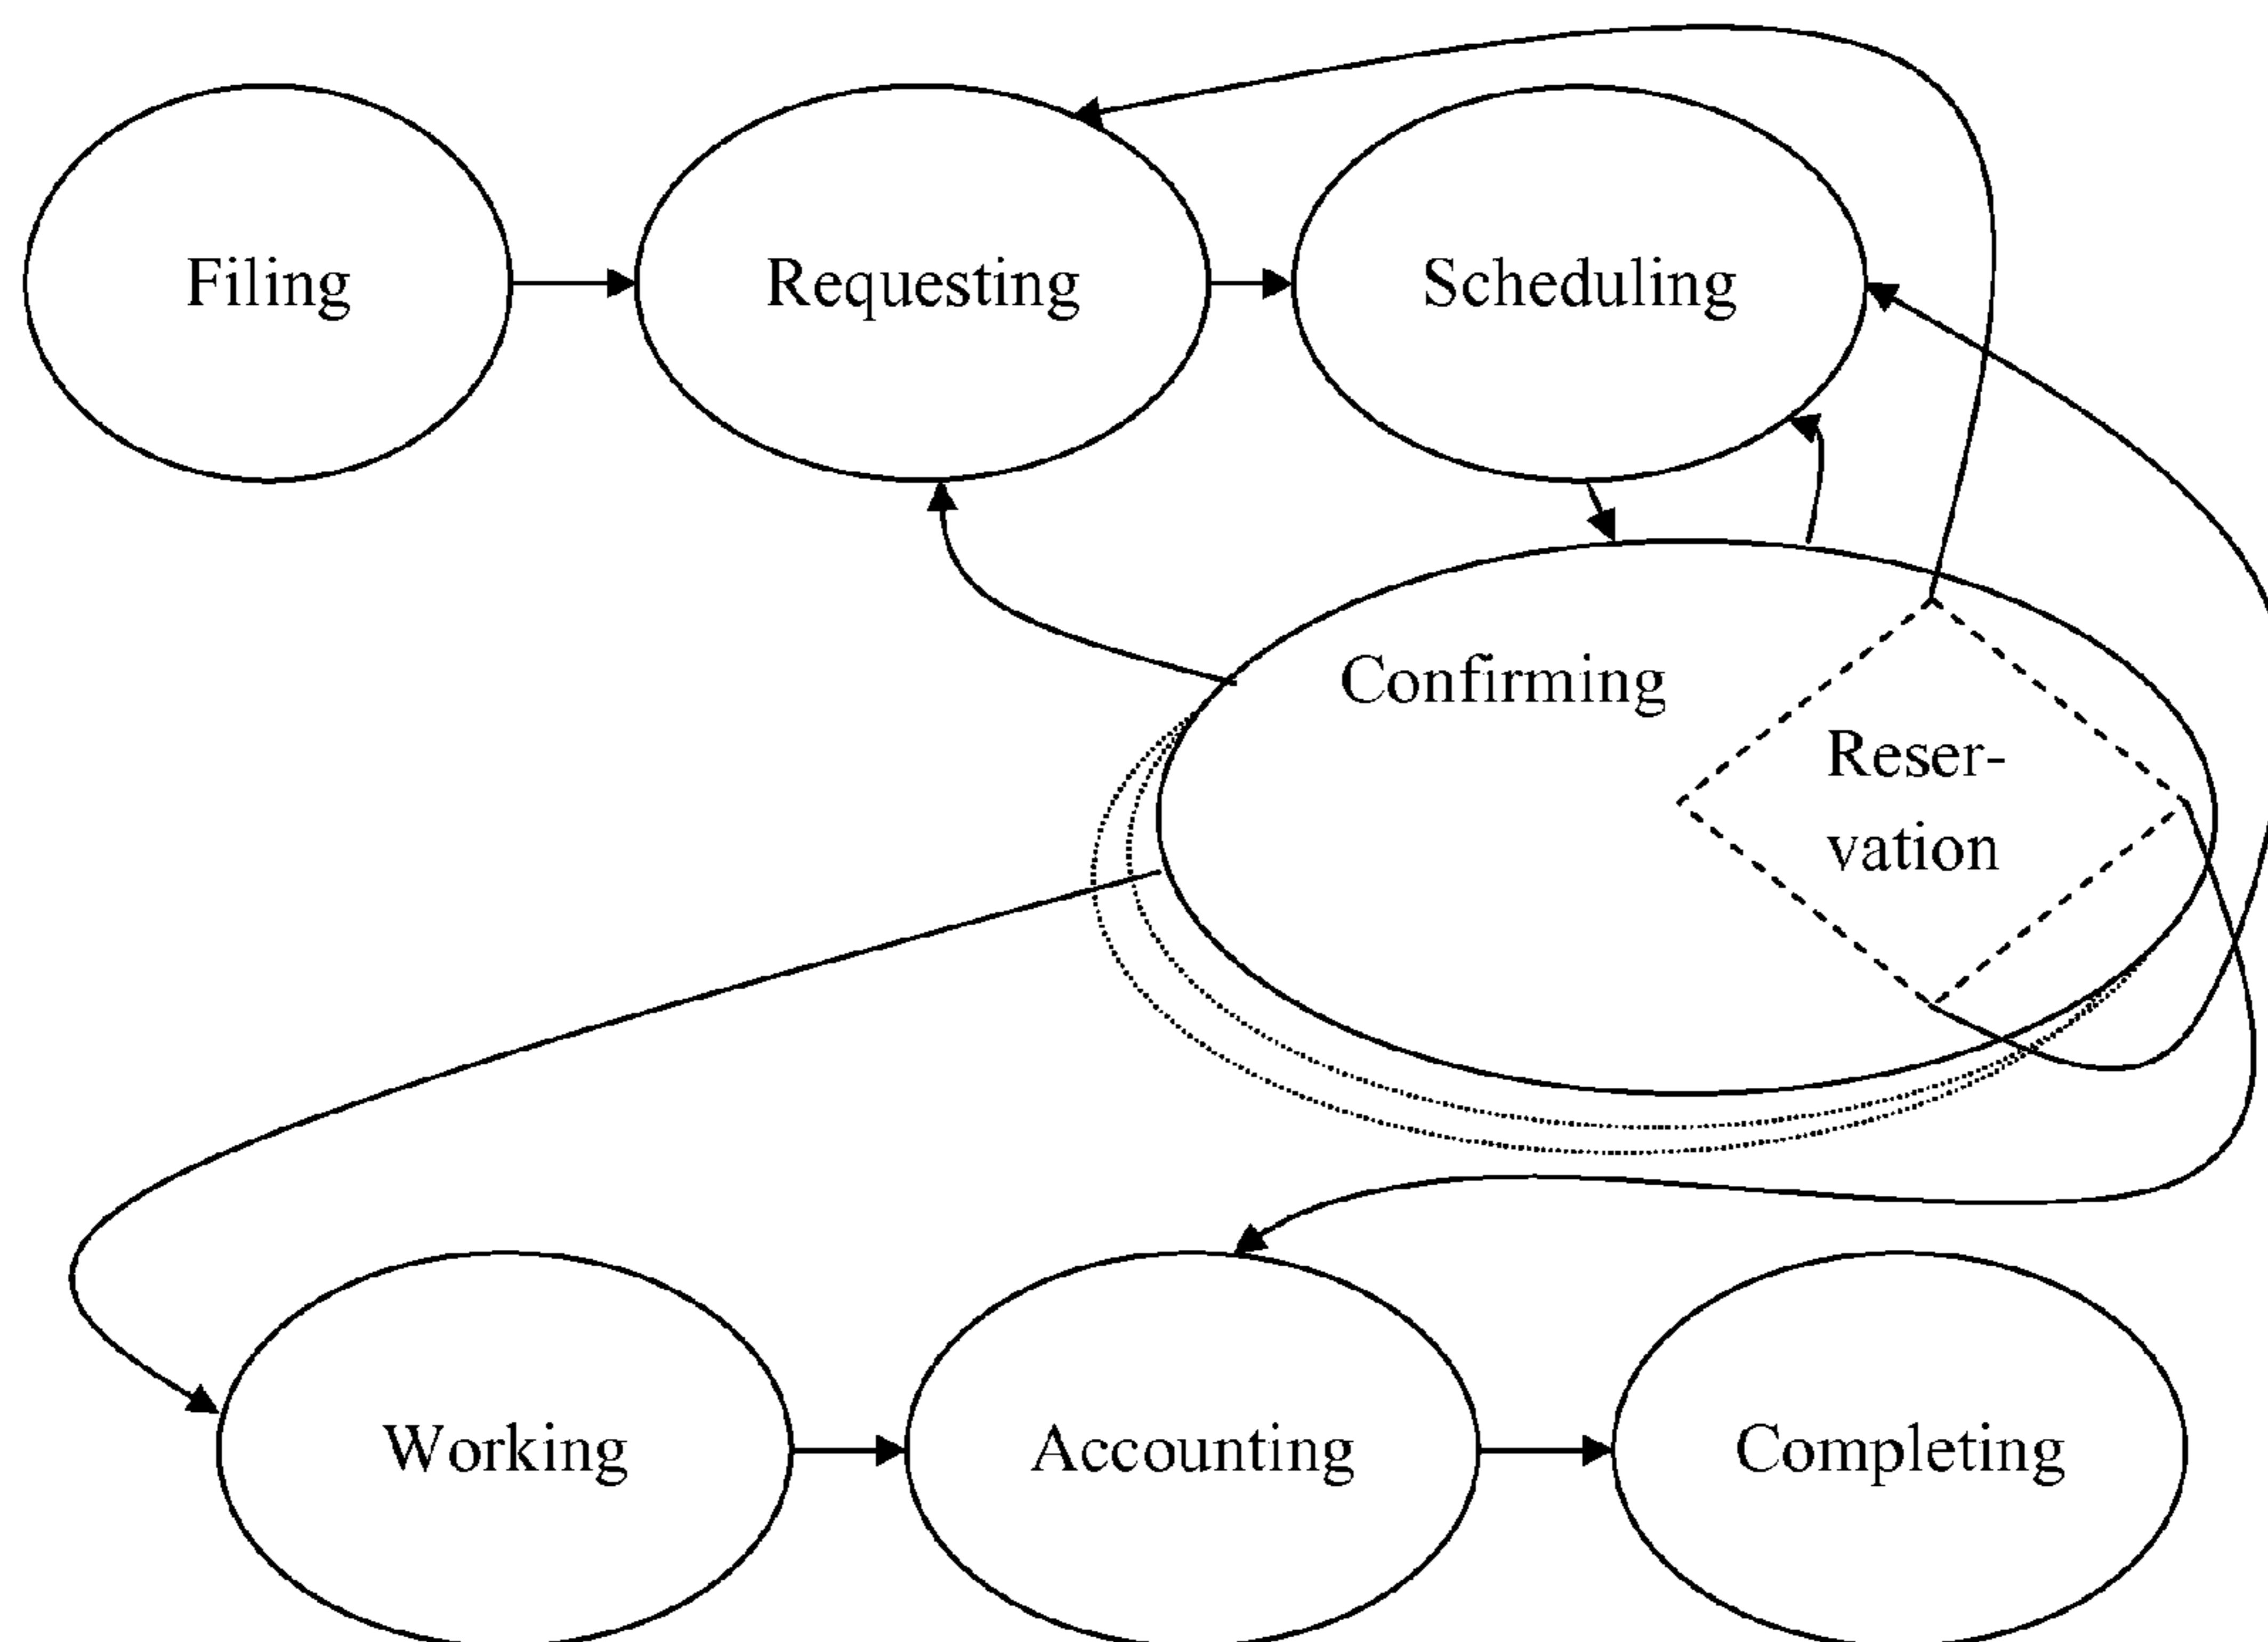 Filing
Requesting
Scheduling
Confirming
Reser-
vation
Working
Accounting
Completing